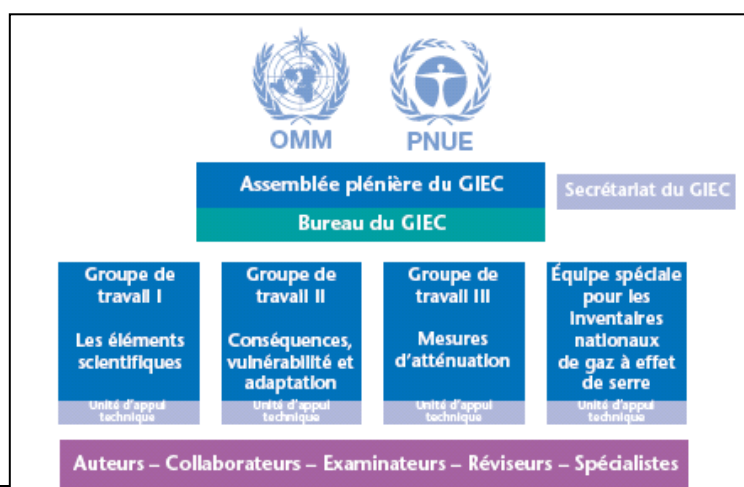 OMM
PNUE
Assemblée plénière du GIEC
Secrétariat du GIEC
Bureau du GIEC
Groupe de
travail I
Les éléments
scientifiques
Unité d'appui
technique
Groupe de
travail II
Conséquences,
vulnérabilité et
adaptation
Unité d'appui
technique
Groupe de
travail III
Mesures
d'atténuation
Unité d'appui
technique
Équipe spéciale
pour les
inventaires
nationaux
de gaz à effet
de serre
Unité d'appui
technique
Auteurs – Collaborateurs – Examinateurs – Réviseurs – Spécialistes